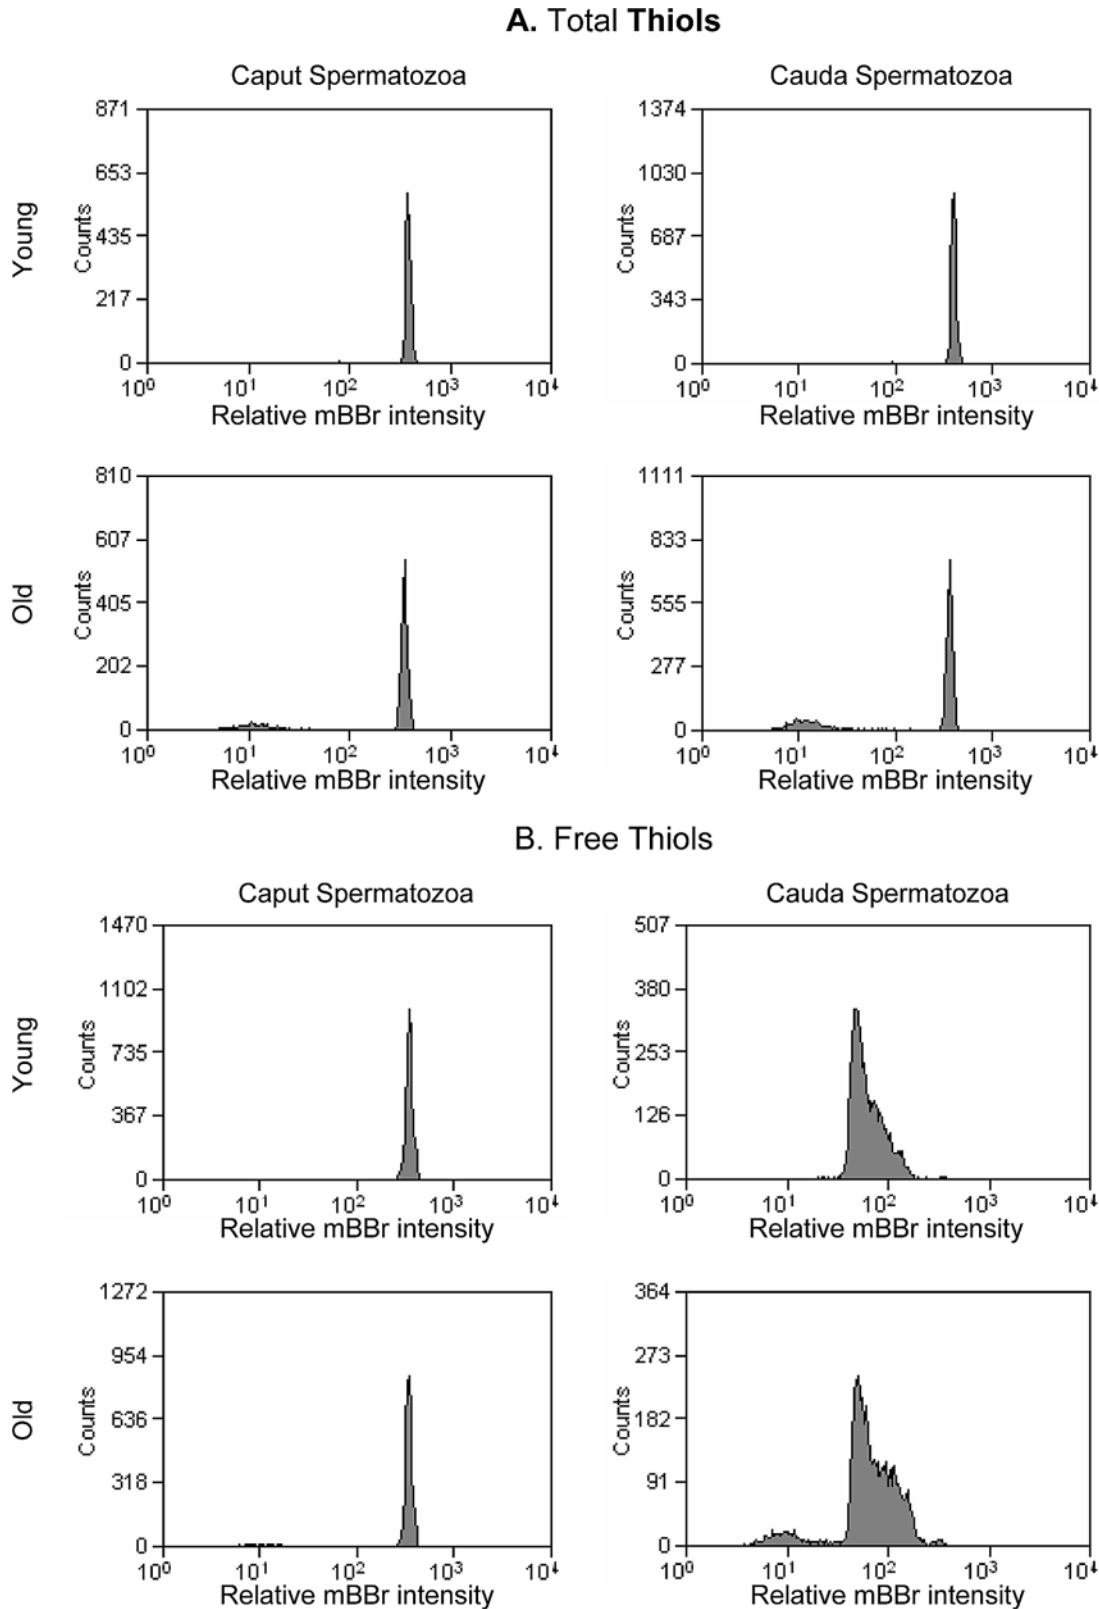 A. Total Thiols
Caput Spermatozoa
Cauda Spermatozoa
Young
Counts
871
653
435
217
0
10⁰ 10¹ 10² 10³ 10⁴
Relative mBBr intensity
Counts
1374
1030
687
343
0
10⁰ 10¹ 10² 10³ 10⁴
Relative mBBr intensity
Old
Counts
810
607
405
202
0
10⁰ 10¹ 10² 10³ 10⁴
Relative mBBr intensity
Counts
1111
833
555
277
0
10⁰ 10¹ 10² 10³ 10⁴
Relative mBBr intensity
B. Free Thiols
Caput Spermatozoa
Cauda Spermatozoa
Young
Counts
1470
1102
735
367
0
10⁰ 10¹ 10² 10³ 10⁴
Relative mBBr intensity
Counts
507
380
253
126
0
10⁰ 10¹ 10² 10³ 10⁴
Relative mBBr intensity
Old
Counts
1272
954
636
318
0
10⁰ 10¹ 10² 10³ 10⁴
Relative mBBr intensity
Counts
364
273
182
91
0
10⁰ 10¹ 10² 10³ 10⁴
Relative mBBr intensity